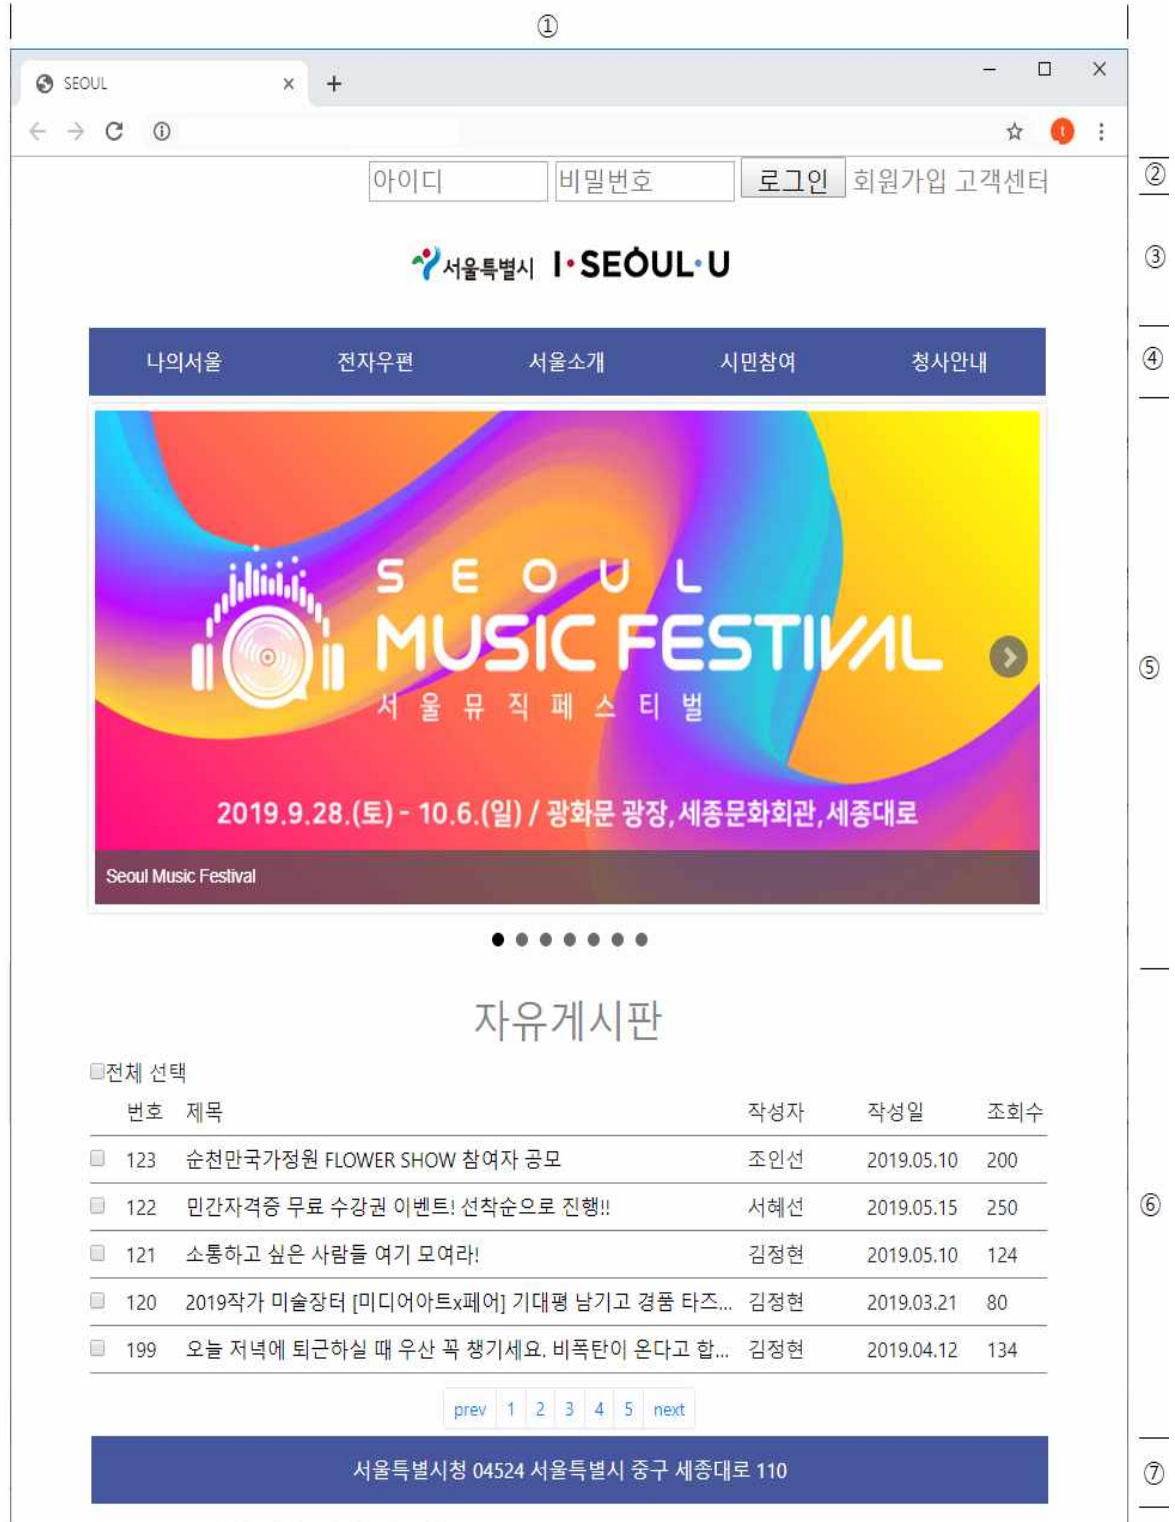 ①
SEOUL
아이디 비밀번호 로그인 회원가입 고객센터
②
서울특별시 I·SEOUL·U
③
나의서울 전자우편 서울소개 시민참여 청사안내
④
SEOUL
MUSIC FESTIVAL
서울뮤직페스티벌
⑤
2019.9.28.(토) - 10.6.(일) / 광화문 광장,세종문화회관,세종대로
Seoul Music Festival
자유게시판
전체 선택
번호 제목 작성자 작성일 조회수
123 순천만국가정원 FLOWER SHOW 참여자 공모 조인선 2019.05.10 200
122 민간자격증 무료 수강권 이벤트! 선착순으로 진행!! 서혜선 2019.05.15 250
⑥
121 소통하고 싶은 사람들 여기 모여라! 김정현 2019.05.10 124
120 2019작가 미술장터 [미디어아트x페어] 기대평 남기고 경품 타즈... 김정현 2019.03.21 80
199 오늘 저녁에 퇴근하실 때 우산 꼭 챙기세요. 비폭탄이 온다고 합... 김정현 2019.04.12 134
prev 1 2 3 4 5 next
서울특별시청 04524 서울특별시 중구 세종대로 110
⑦